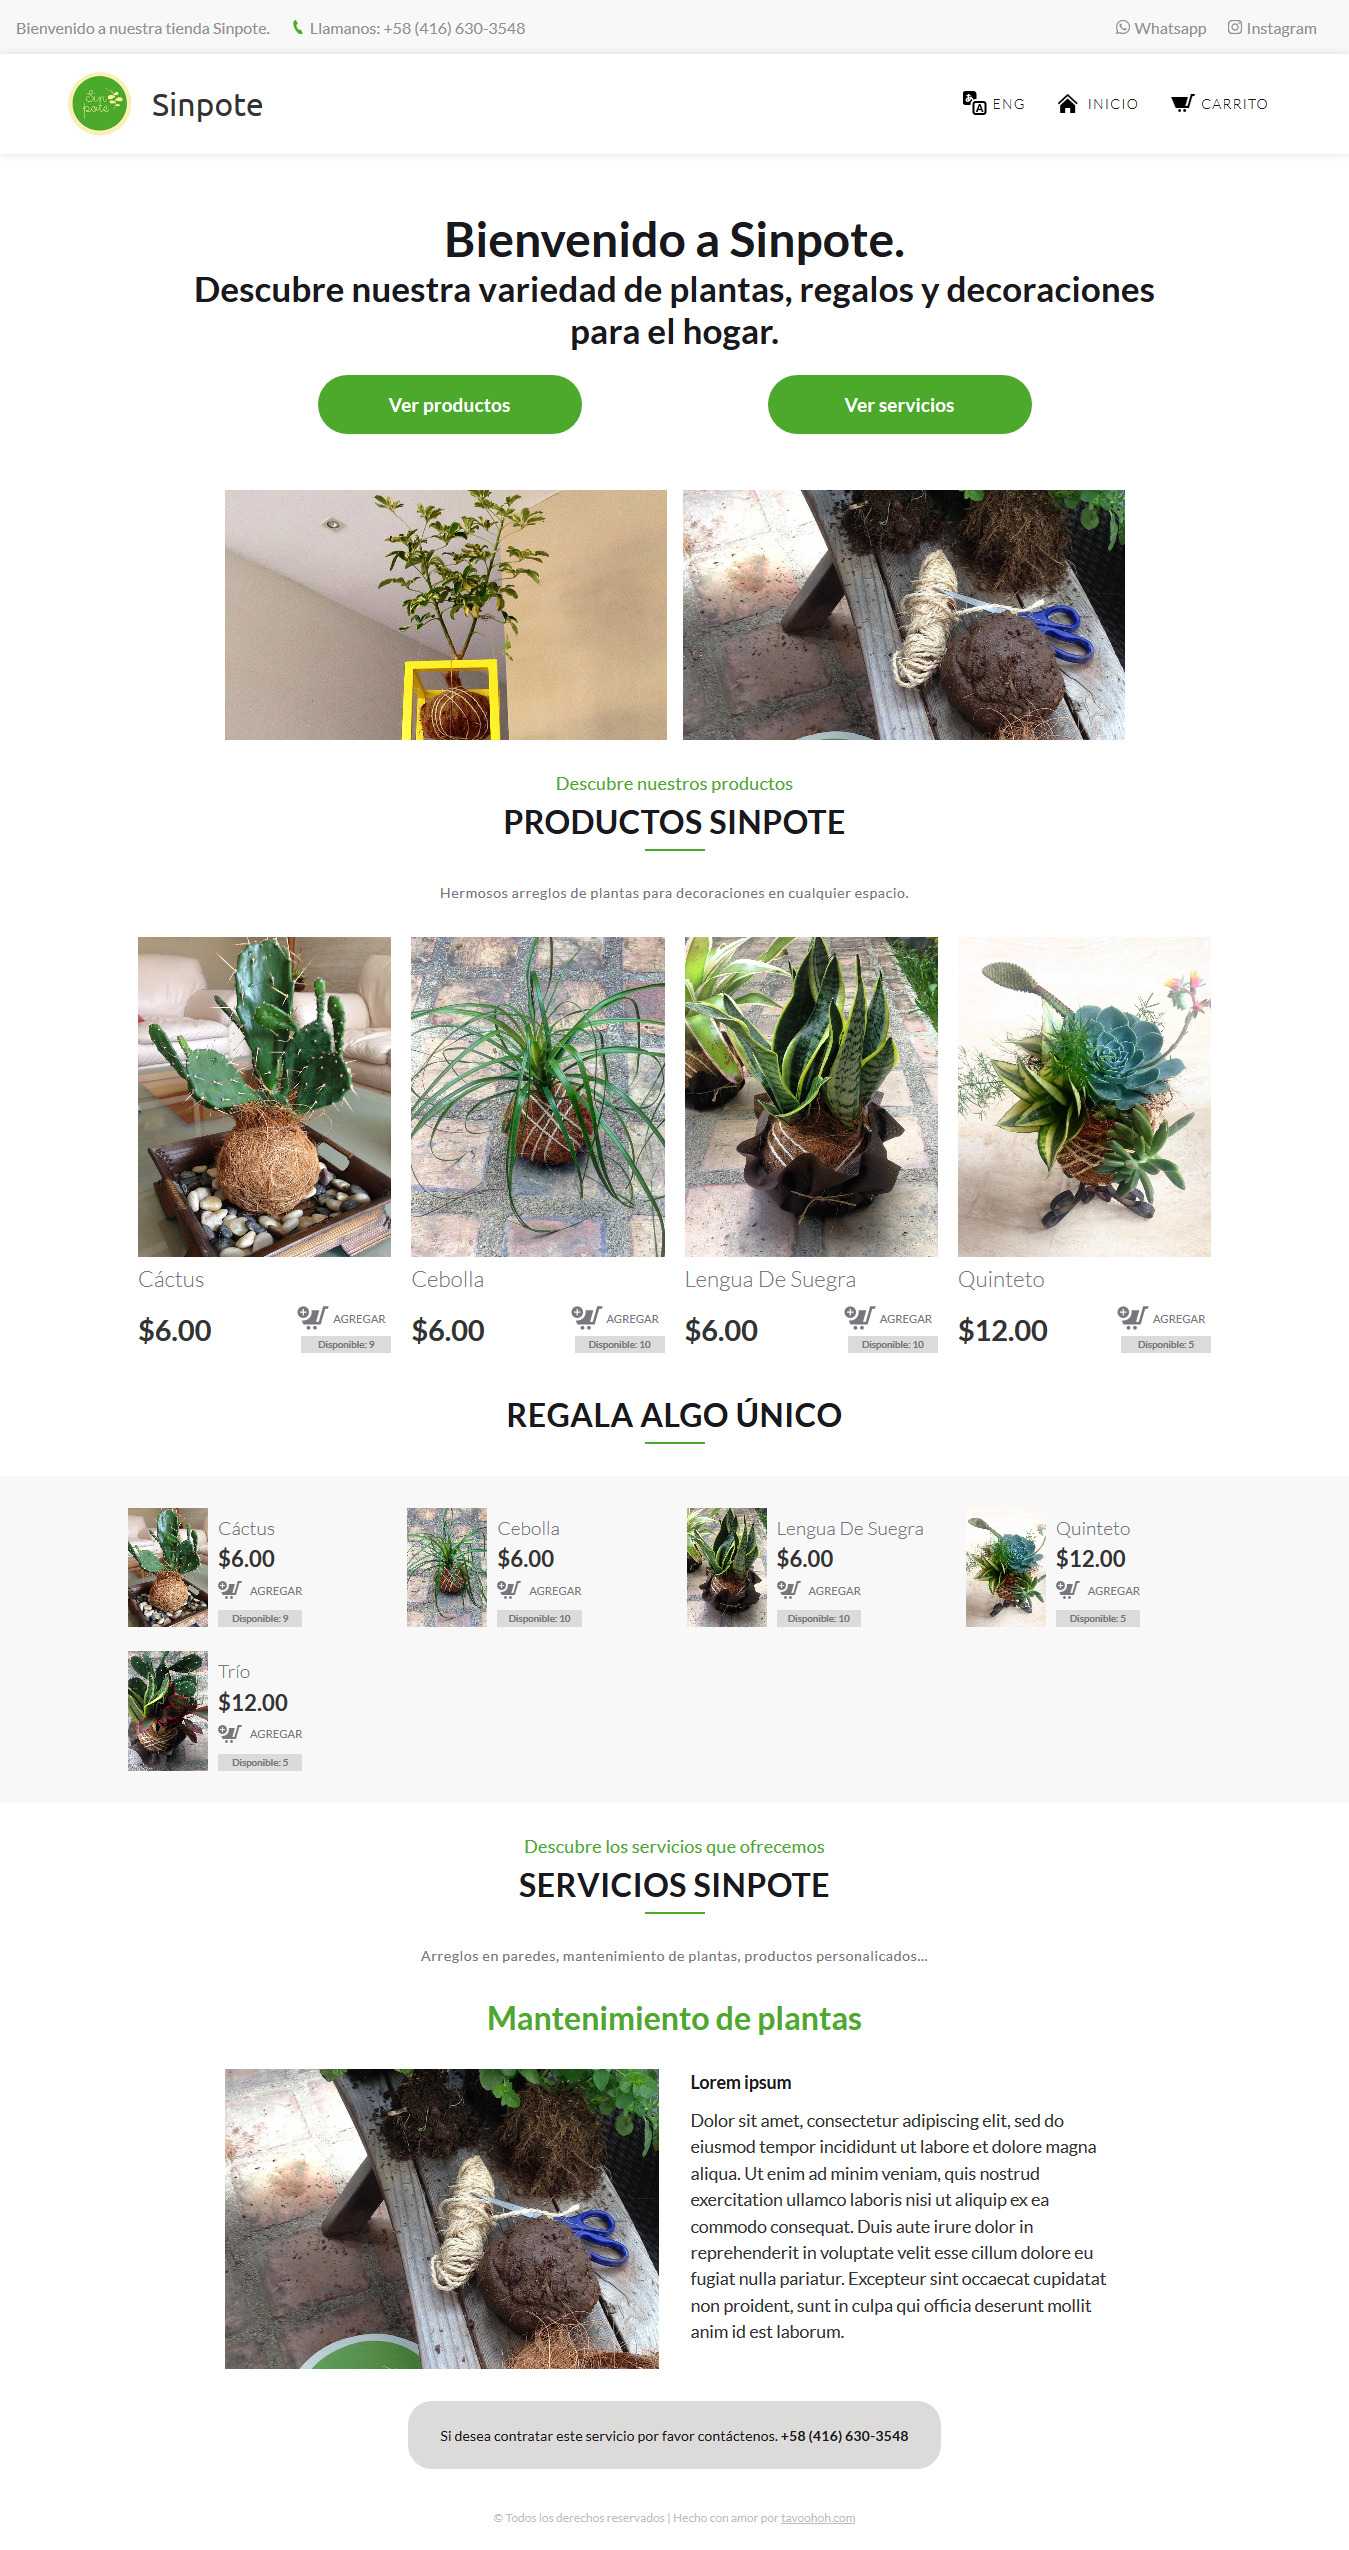 Bienvenido a nuestra tienda Sinpote. Llamanos: +58 (416) 630-3548 Whatsapp Instagram
Sin pote
Sinpote ENG INICIO CARRITO
Bienvenido a Sinpote.
Descubre nuestra variedad de plantas, regalos y decoraciones
para el hogar.
Ver productos Ver servicios
Descubre nuestros productos
PRODUCTOS SINPOTE
Hermosos arreglos de plantas para decoraciones en cualquier espacio.
Cáctus Cebolla Lengua De Suegra Quinteto
$6.00 AGREGAR $6.00 AGREGAR $6.00 AGREGAR $12.00 AGREGAR
Disponible: 9 Disponible: 10 Disponible: 10 Disponible: 5
REGALA ALGO ÚNICO
Cáctus Cebolla Lengua De Suegra Quinteto
$6.00 $6.00 $6.00 $12.00
AGREGAR AGREGAR AGREGAR AGREGAR
Disponible: 9 Disponible: 10 Disponible: 10 Disponible: 5
Trío
$12.00
AGREGAR
Disponible: 5
Descubre los servicios que ofrecemos
SERVICIOS SINPOTE
Arreglos en paredes, mantenimiento de plantas, productos personalicados...
Mantenimiento de plantas
Lorem ipsum
Dolor sit amet, consectetur adipiscing elit, sed do
eiusmod tempor incididunt ut labore et dolore magna
aliqua. Ut enim ad minim veniam, quis nostrud
exercitation ullamco laboris nisi ut aliquip ex ea
commodo consequat. Duis aute irure dolor in
reprehenderit in voluptate velit esse cillum dolore eu
fugiat nulla pariatur. Excepteur sint occaecat cupidatat
non proident, sunt in culpa qui officia deserunt mollit
anim id est laborum.
Si desea contratar este servicio por favor contáctenos. +58 (416) 630-3548
© Todos los derechos reservados | Hecho con amor por tavoohoh.com